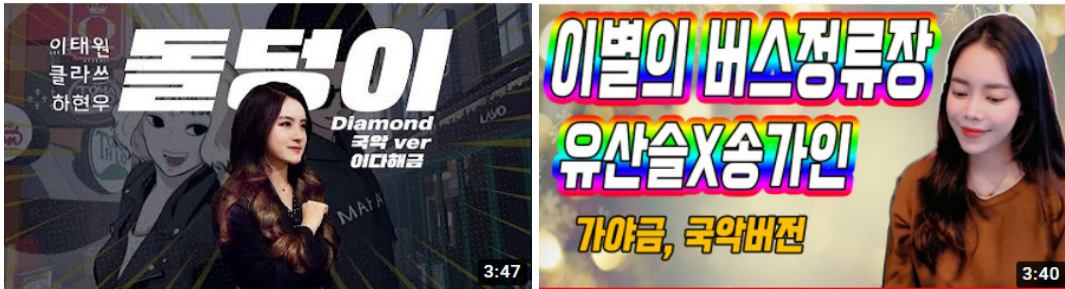 이태원
클라쓰
하현우
돌덩이
Diamond
국악 ver
이다해금
3:47
이별의 버스정류장
유산슬X송가인
가야금, 국악버전
3:40